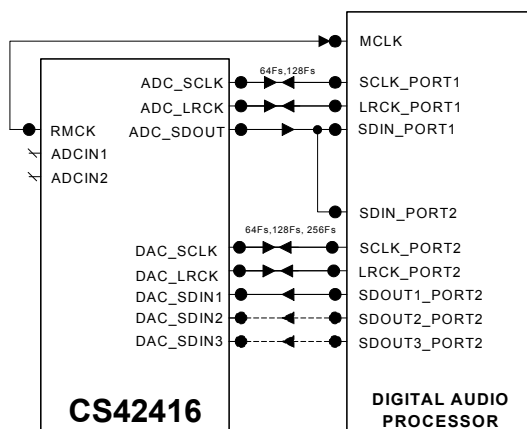 MCLK
64Fs,128Fs
ADC_SCLK
SCLK_PORT1
ADC_LRCK
LRCK_PORT1
RMCK
ADC_SDOUT
SDIN_PORT1
ADCIN1
ADCIN2
SDIN_PORT2
64Fs,128Fs, 256Fs
DAC_SCLK
SCLK_PORT2
DAC_LRCK
LRCK_PORT2
DAC_SDIN1
SDOUT1_PORT2
DAC_SDIN2
SDOUT2_PORT2
DAC_SDIN3
SDOUT3_PORT2
CS42416
DIGITAL AUDIO
PROCESSOR